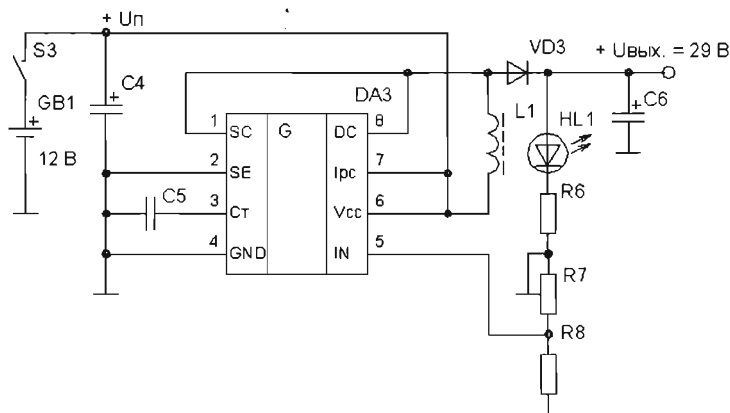 + Uп
S3
C4
GB1
+
12 В
+
VD3
+ Uвых. = 29 В
DA3
L1
HL1
+
C6
1 SC G DC 8
2 SE Ipc 7
C5
3 Ст Vcc 6
4 GND IN 5
R6
R7
R8